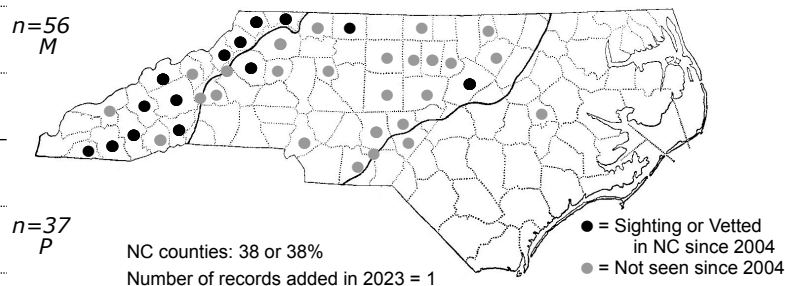 n=56
M
n=37
P
NC counties: 38 or 38%
Number of records added in 2023 = 1
● = Sighting or Vetted
in NC since 2004
● = Not seen since 2004